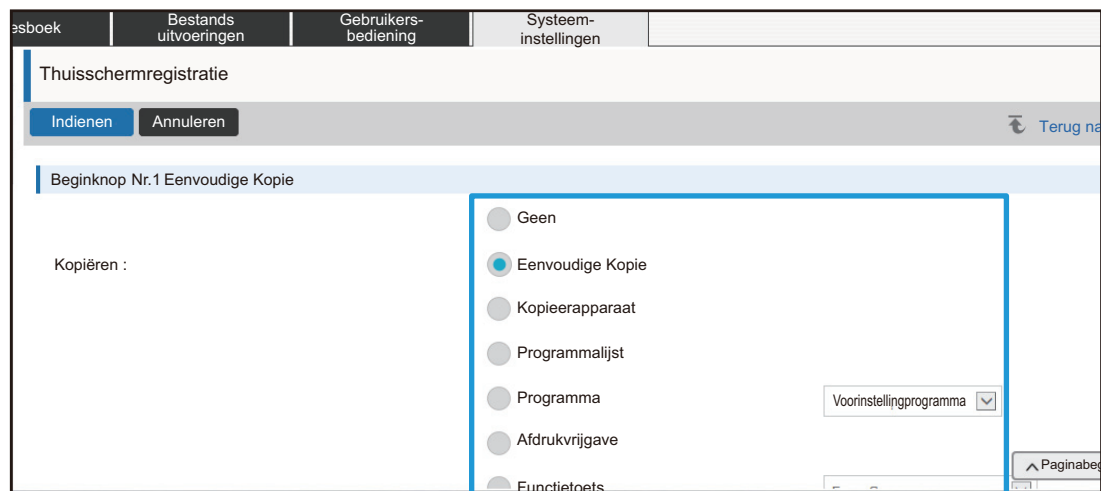 esboek
Bestands
uitvoeringen
Gebruikers-
bediening
Systeem-
instellingen
Thuisschermregistratie
Indienen Annuleren Terug na
Beginknop Nr.1 Eenvoudige Kopie
Geen
Kopiëren : Eenvoudige Kopie
Kopieerapparaat
Programmalijst
Programma Voorinstellingprogramma
Afdrukvrijgave
Paginabeg
Functietoets